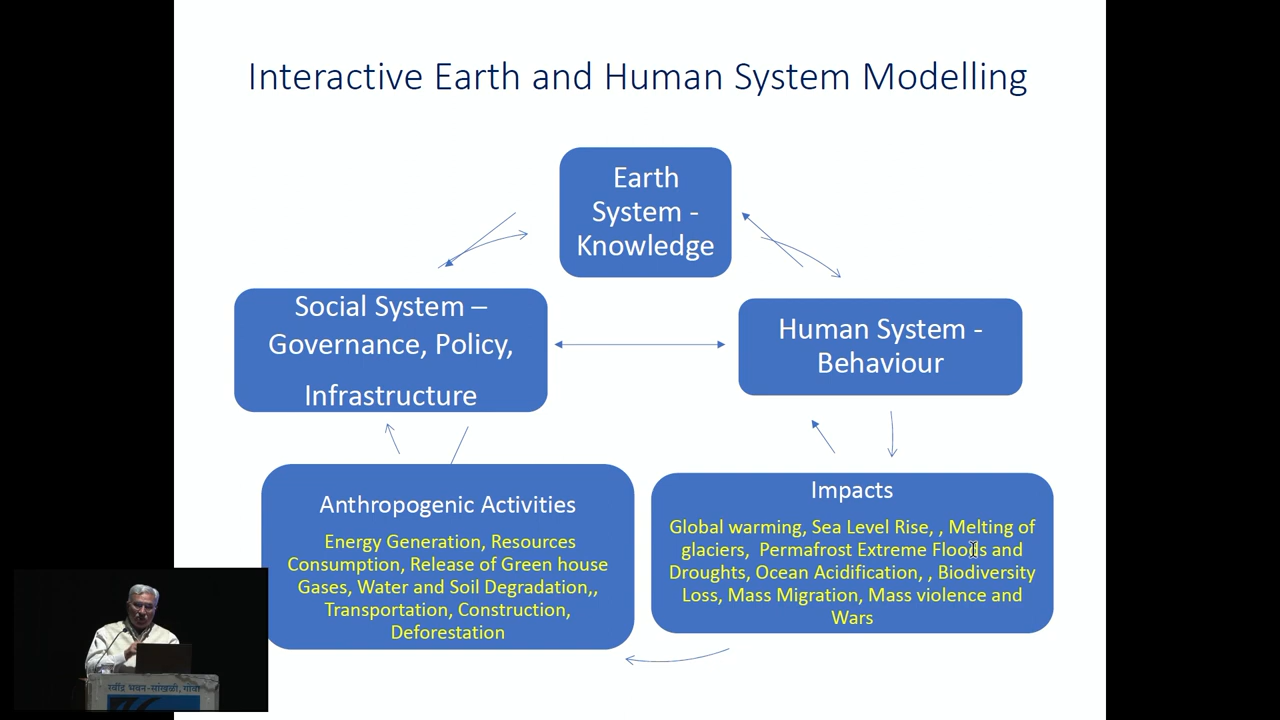 Interactive Earth and Human System Modelling
Earth
System -
Knowledge
Social System –
Governance, Policy,
Infrastructure
Human System -
Behaviour
Anthropogenic Activities
Energy Generation, Resources
Consumption, Release of Green house
Gases, Water and Soil Degradation,,
Transportation, Construction,
Deforestation
Impacts
Global warming, Sea Level Rise, , Melting of
glaciers, Permafrost Extreme Floods and
Droughts, Ocean Acidification, , Biodiversity
Loss, Mass Migration, Mass violence and
Wars
रवींद्र भवन-सांखळी, गोवा